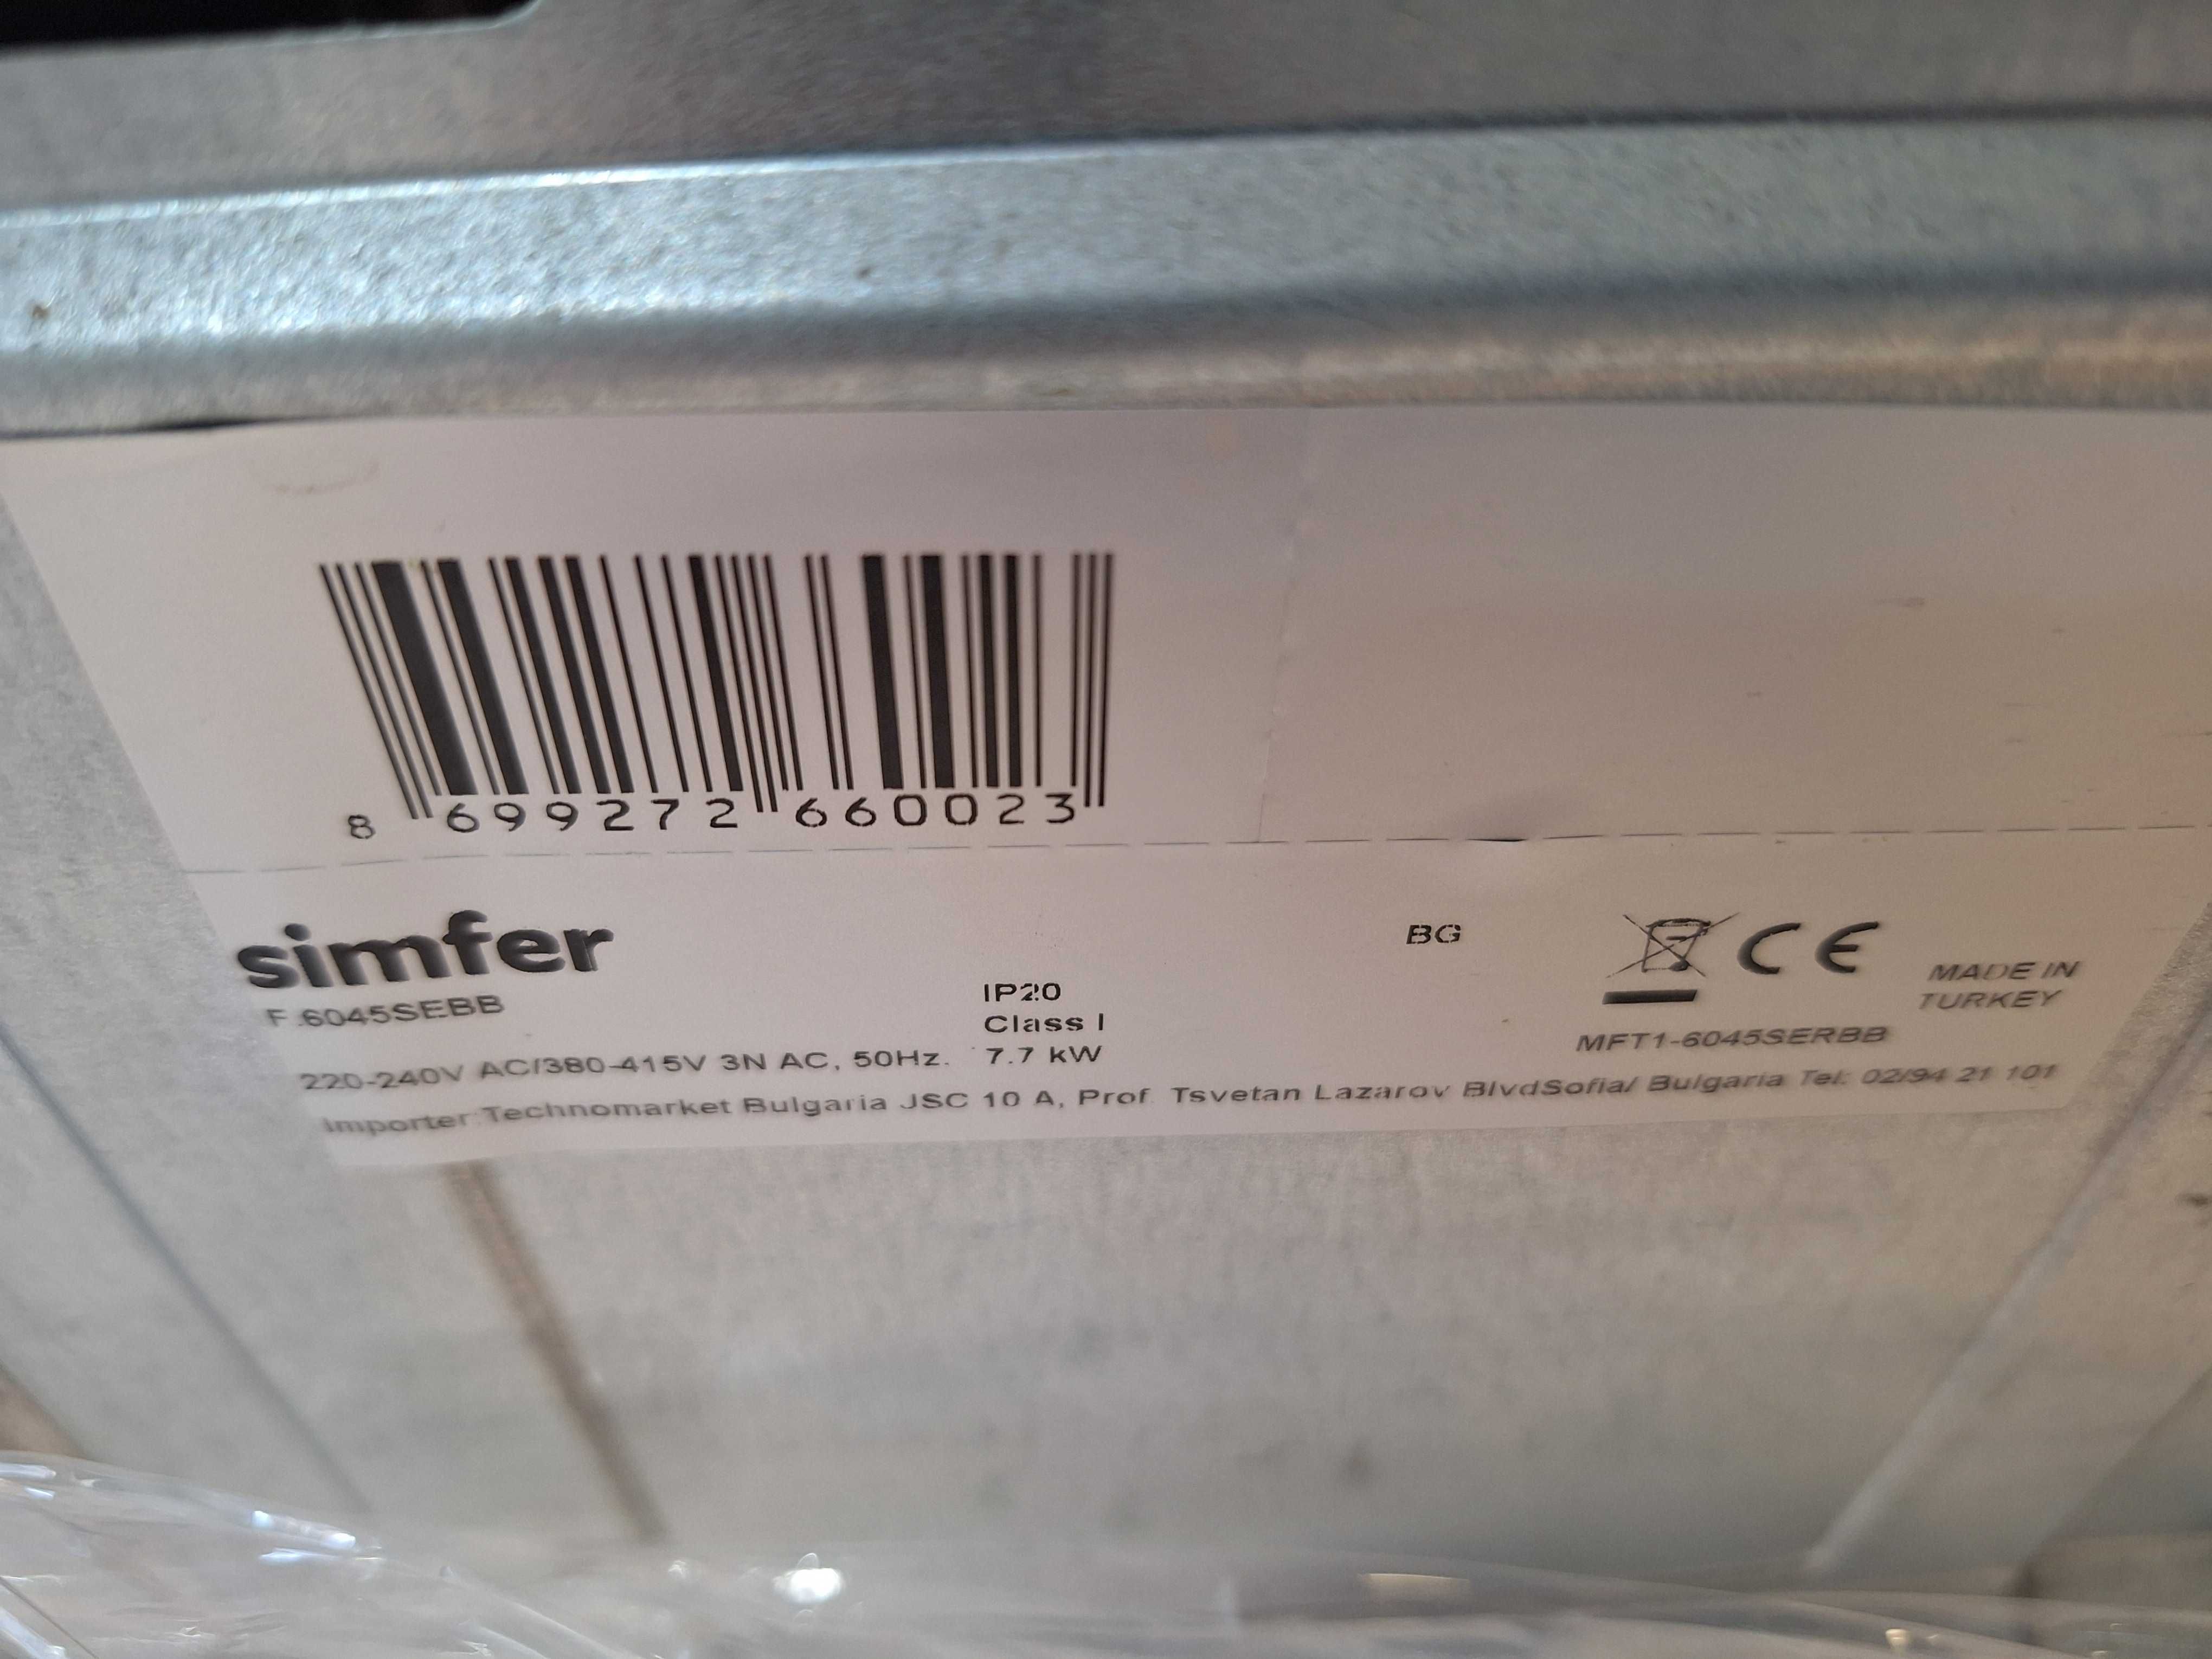 8 699272 660023
simfer
BG
CE
F 6045SEBB
IP20
Class I
MADE IN
TURKEY
220-240V AC/380-415V 3N AC, 50Hz. 7.7 kW
MFT1-6045SERBB
Importer:Technomarket Bulgaria JSC 10 A, Prof. Tsvetan Lazarov BlvdSofia/ Bulgaria Tel: 02/94 21 101